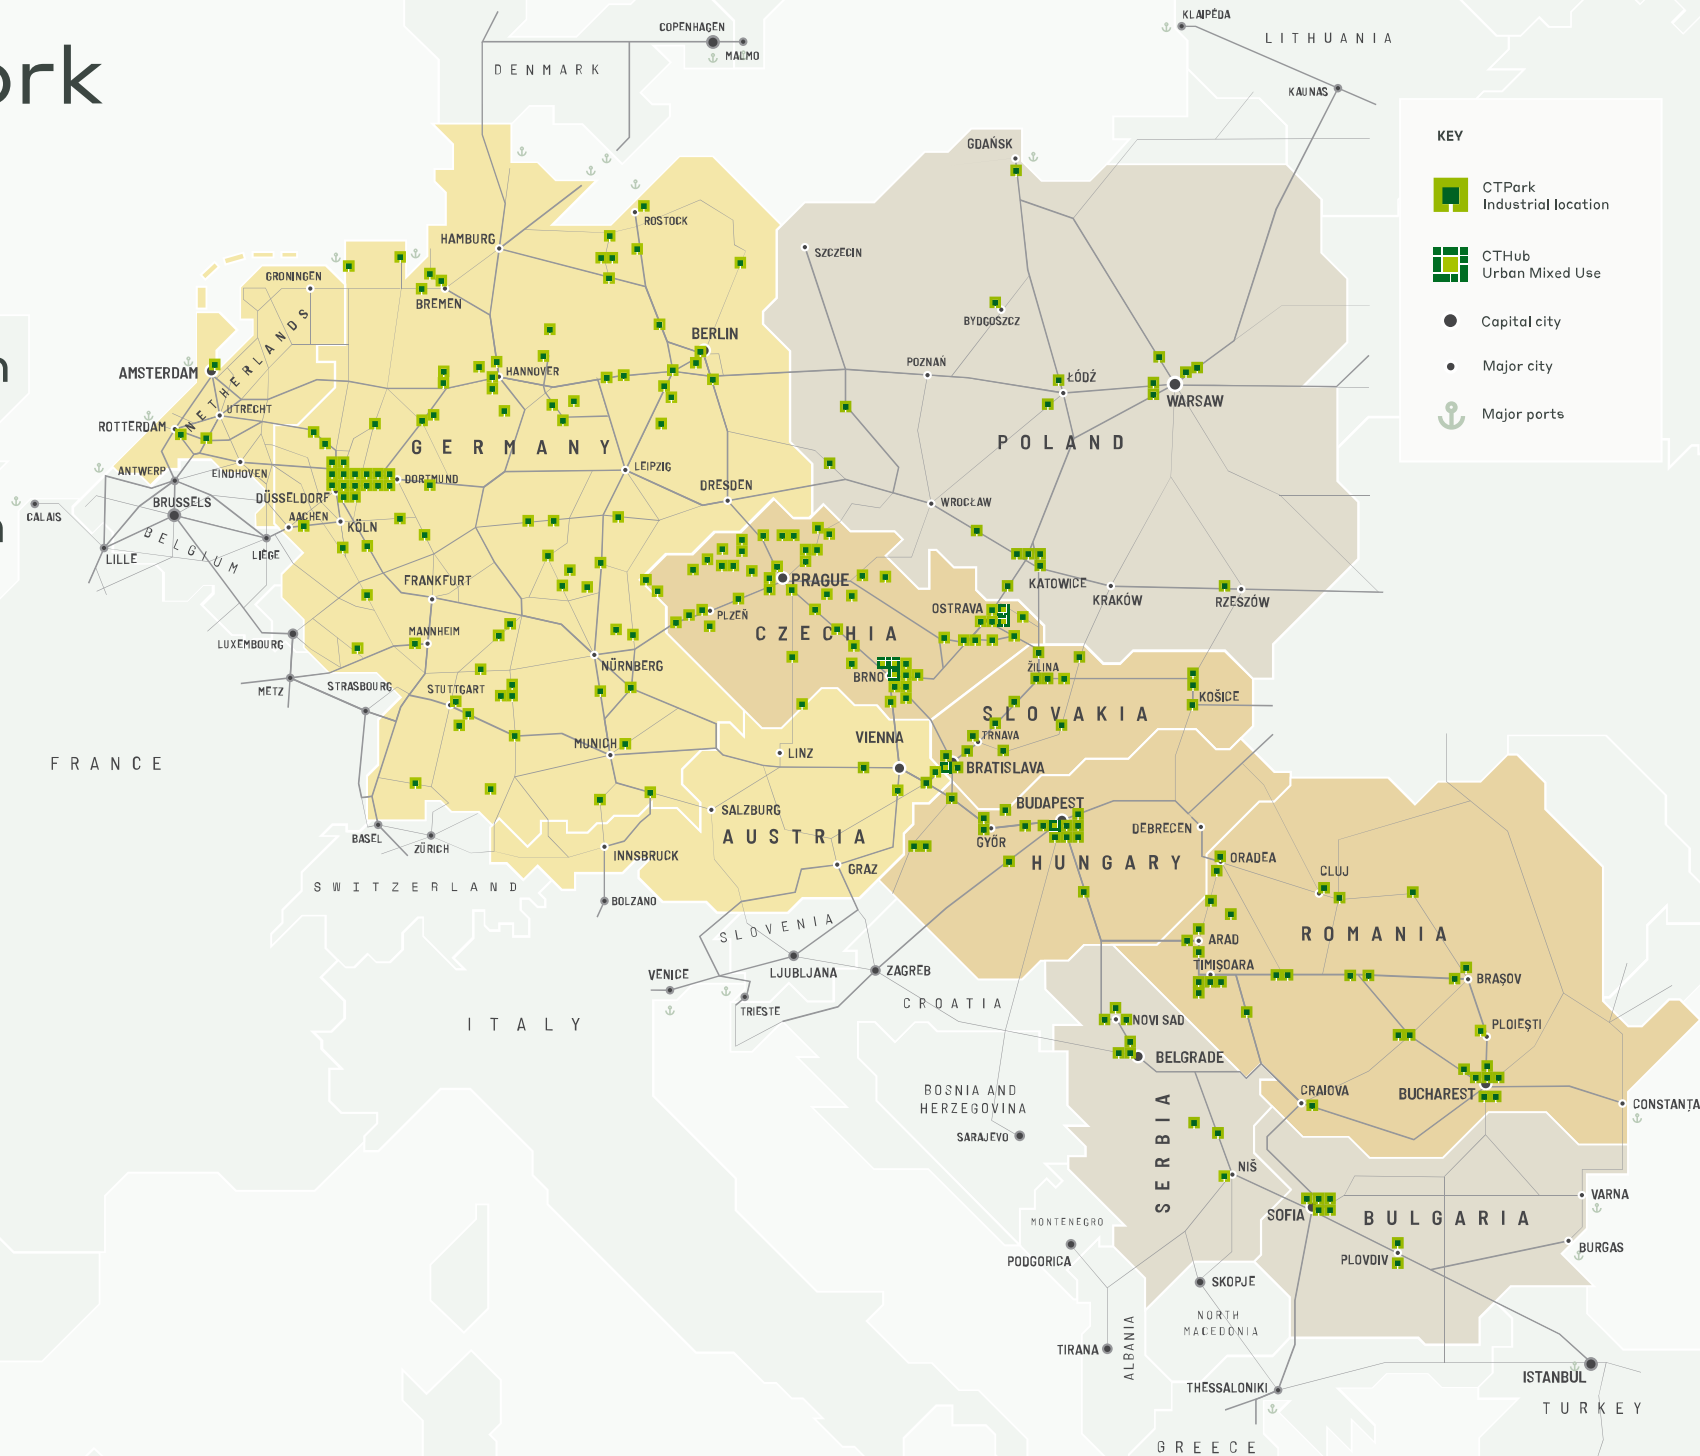 ork
n
n
KEY
CTPark
Industrial location
CTHub
Urban Mixed Use
Capital city
Major city
Major ports
COPENHAGEN
MALMO
DENMARK
KLAIPĖDA
LITHUANIA
KAUNAS
GDAŃSK
ROSTOCK
HAMBURG
SZCZECIN
GRONINGEN
BREMEN
BYDGOSZCZ
BERLIN
NETHERLANDS
AMSTERDAM
HANNOVER
POZNAŃ
ŁÓDŹ
WARSAW
UTRECHT
ROTTERDAM
GERMANY
POLAND
ANTWERP
EINDHOVEN
DORTMUND
LEIPZIG
DRESDEN
DÜSSELDORF
BRUSSELS
WROCŁAW
CALAIS
AACHEN
KÖLN
BELGIUM
LILLE
LIÈGE
FRANKFURT
PRAGUE
KATOWICE
KRAKÓW
RZESZÓW
OSTRAVA
PLZEŇ
CZECHIA
MANNHEIM
LUXEMBOURG
NÜRNBERG
ŽILINA
BRNO
METZ
STRASBOURG
STUTTGART
KOŠICE
SLOVAKIA
VIENNA
TRNAVA
MUNICH
LINZ
FRANCE
BRATISLAVA
SALZBURG
BUDAPEST
DEBRECEN
BASEL
ZÜRICH
AUSTRIA
GYŐR
INNSBRUCK
HUNGARY
ORADEA
GRAZ
CLUJ
SWITZERLAND
BOLZANO
SLOVENIA
ROMANIA
ARAD
TIMIȘOARA
VENICE
LJUBLJANA
ZAGREB
BRAȘOV
CROATIA
TRIESTE
NOVI SAD
PLOIEȘTI
ITALY
BELGRADE
BOSNIA AND
HERZEGOVINA
CRAIOVA
BUCHAREST
CONSTANȚA
SARAJEVO
SERBIA
NIŠ
VARNA
MONTENEGRO
SOFIA
BULGARIA
PODGORICA
PLOVDIV
BURGAS
SKOPJE
NORTH
MACEDONIA
TIRANA
ALBANIA
ISTANBUL
THESSALONIKI
TURKEY
GREECE